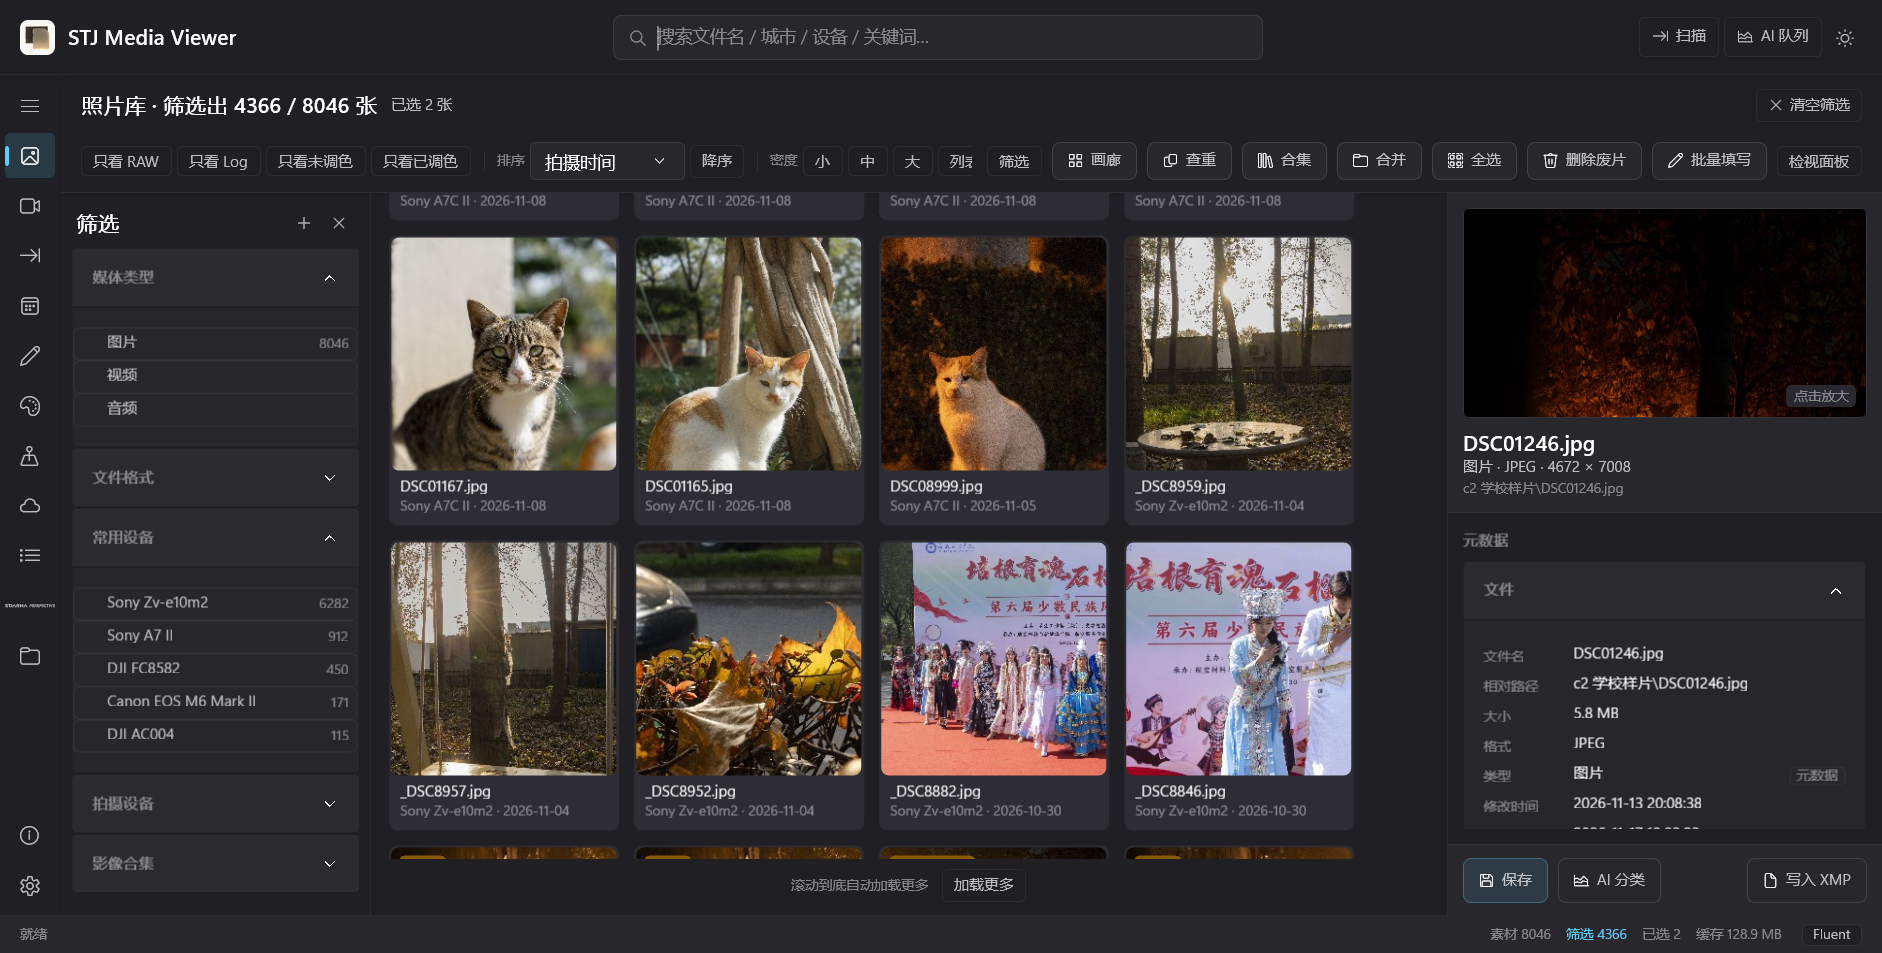 STJ Media Viewer
搜索文件名 / 城市 / 设备 / 关键词...
扫描
AI 队列
照片库 · 筛选出 4366 / 8046 张
已选 2 张
清空筛选
只看 RAW
只看 Log
只看未调色
只看已调色
排序
拍摄时间
降序
密度
小
中
大
列表
筛选
画廊
查重
合集
合并
全选
删除废片
批量填写
检视面板
筛选
媒体类型
图片 8046
视频
音频
文件格式
常用设备
Sony Zv-e10m2 6282
Sony A7 II 912
DJI FC8582 450
Canon EOS M6 Mark II 171
DJI AC004 115
拍摄设备
影像合集
Sony A7C II · 2026-11-08
Sony A7C II · 2026-11-08
Sony A7C II · 2026-11-08
Sony A7C II · 2026-11-08
DSC01167.jpg
Sony A7C II · 2026-11-08
DSC01165.jpg
Sony A7C II · 2026-11-08
DSC08999.jpg
Sony A7C II · 2026-11-05
_DSC8959.jpg
Sony Zv-e10m2 · 2026-11-04
培根育魂 石榴
第六届少数民族
培根育魂 石榴
第六届少数民
主办:
_DSC8957.jpg
Sony Zv-e10m2 · 2026-11-04
_DSC8952.jpg
Sony Zv-e10m2 · 2026-11-04
_DSC8882.jpg
Sony Zv-e10m2 · 2026-10-30
_DSC8846.jpg
Sony Zv-e10m2 · 2026-10-30
滚动到底自动加载更多
加载更多
点击放大
DSC01246.jpg
图片 · JPEG · 4672 × 7008
c2 学校样片\DSC01246.jpg
元数据
文件
文件名 DSC01246.jpg
相对路径 c2 学校样片\DSC01246.jpg
大小 5.8 MB
格式 JPEG
类型 图片
元数据
修改时间 2026-11-13 20:08:38
保存
AI 分类
写入 XMP
就绪
素材 8046
筛选 4366
已选 2
缓存 128.9 MB
Fluent